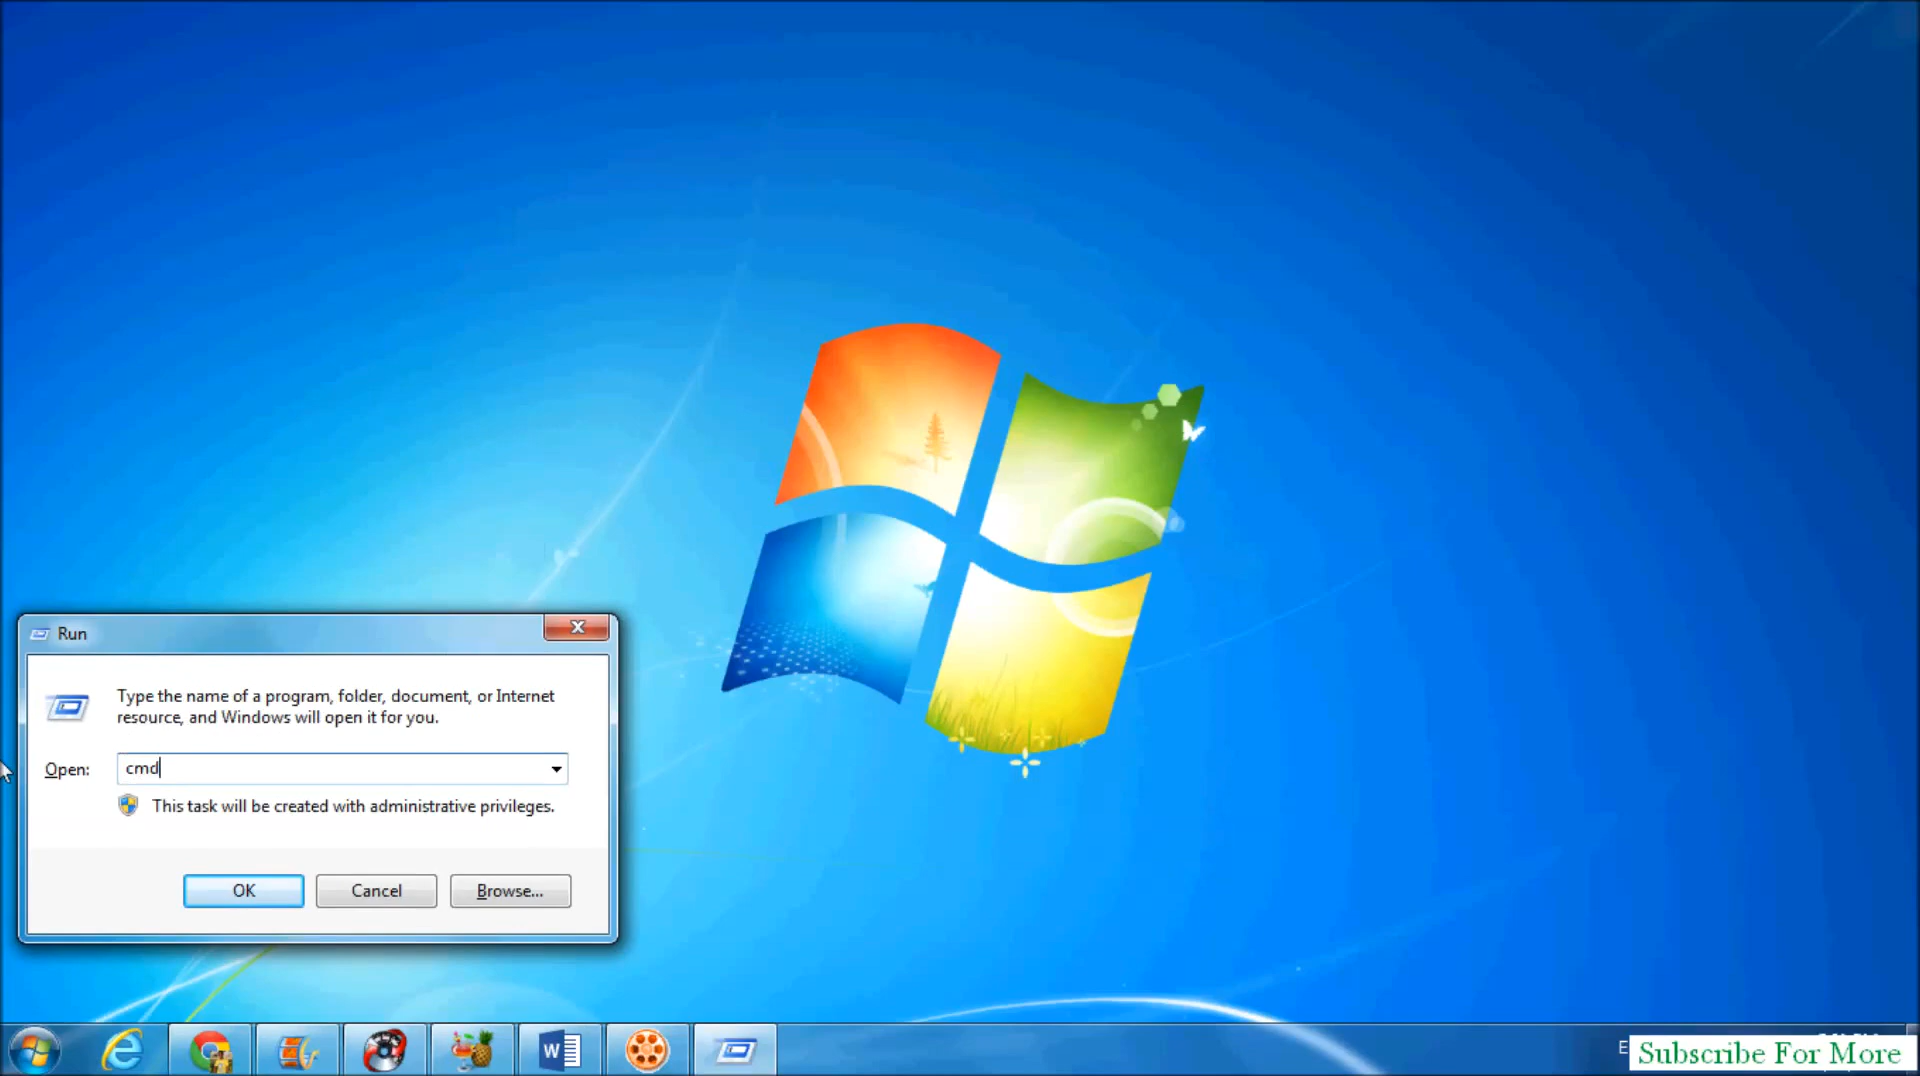 Run
Type the name of a program, folder, document, or Internet
resource, and Windows will open it for you.
Open: cmd
This task will be created with administrative privileges.
OK Cancel Browse...
W
Subscribe For More